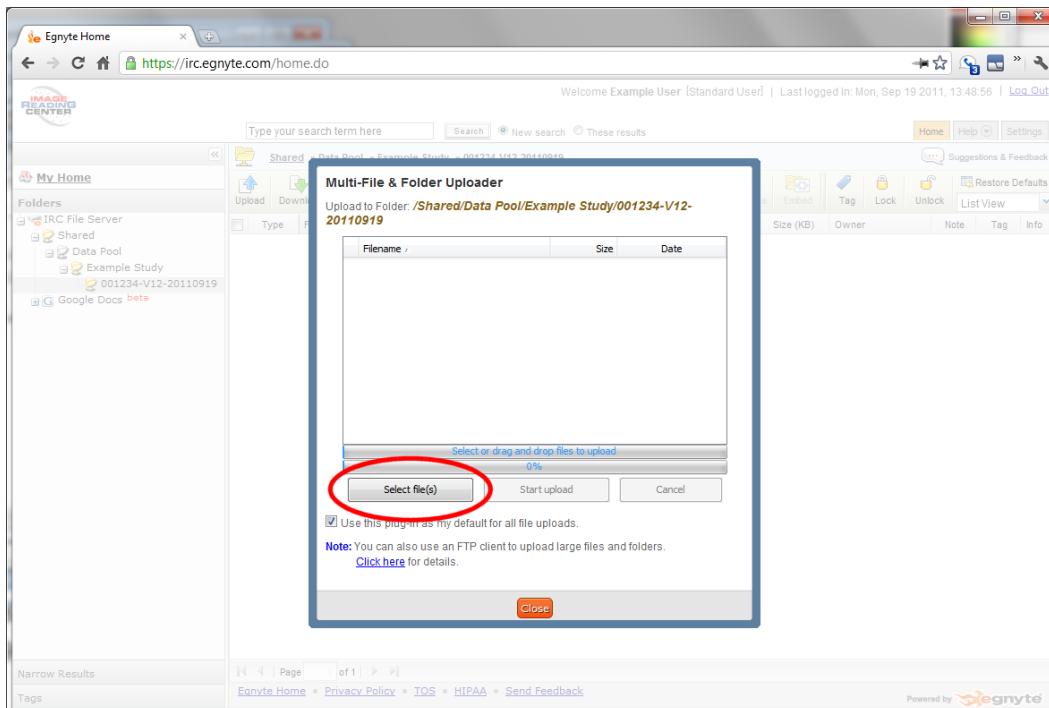 Egnyte Home
https://irc.egnyte.com/home.do
IMAGE
READING
CENTER
Welcome Example User [Standard User] | Last logged in: Mon, Sep 19 2011, 13:48:56 | Log Out
Type your search term here Search New search These results Home Help Settings
Shared » Data Pool » Example Study » 001234-V12-20110919 Suggestions & Feedback
My Home
Upload Embed Tag Lock Unlock Restore Defaults
List View
Folders
Type Size (KB) Owner Note Tag Info
IRC File Server
Shared
Data Pool
Example Study
001234-V12-20110919
Google Docs beta
Multi-File & Folder Uploader
Upload to Folder: /Shared/Data Pool/Example Study/001234-V12-
20110919
Filename Size Date
Select or drag and drop files to upload
0%
Select file(s) Start upload Cancel
Use this plug-in as my default for all file uploads.
Note: You can also use an FTP client to upload large files and folders.
Click here for details.
Close
Narrow Results
Tags
Page of 1
Egnyte Home • Privacy Policy • TOS • HIPAA • Send Feedback
Powered by egnyte